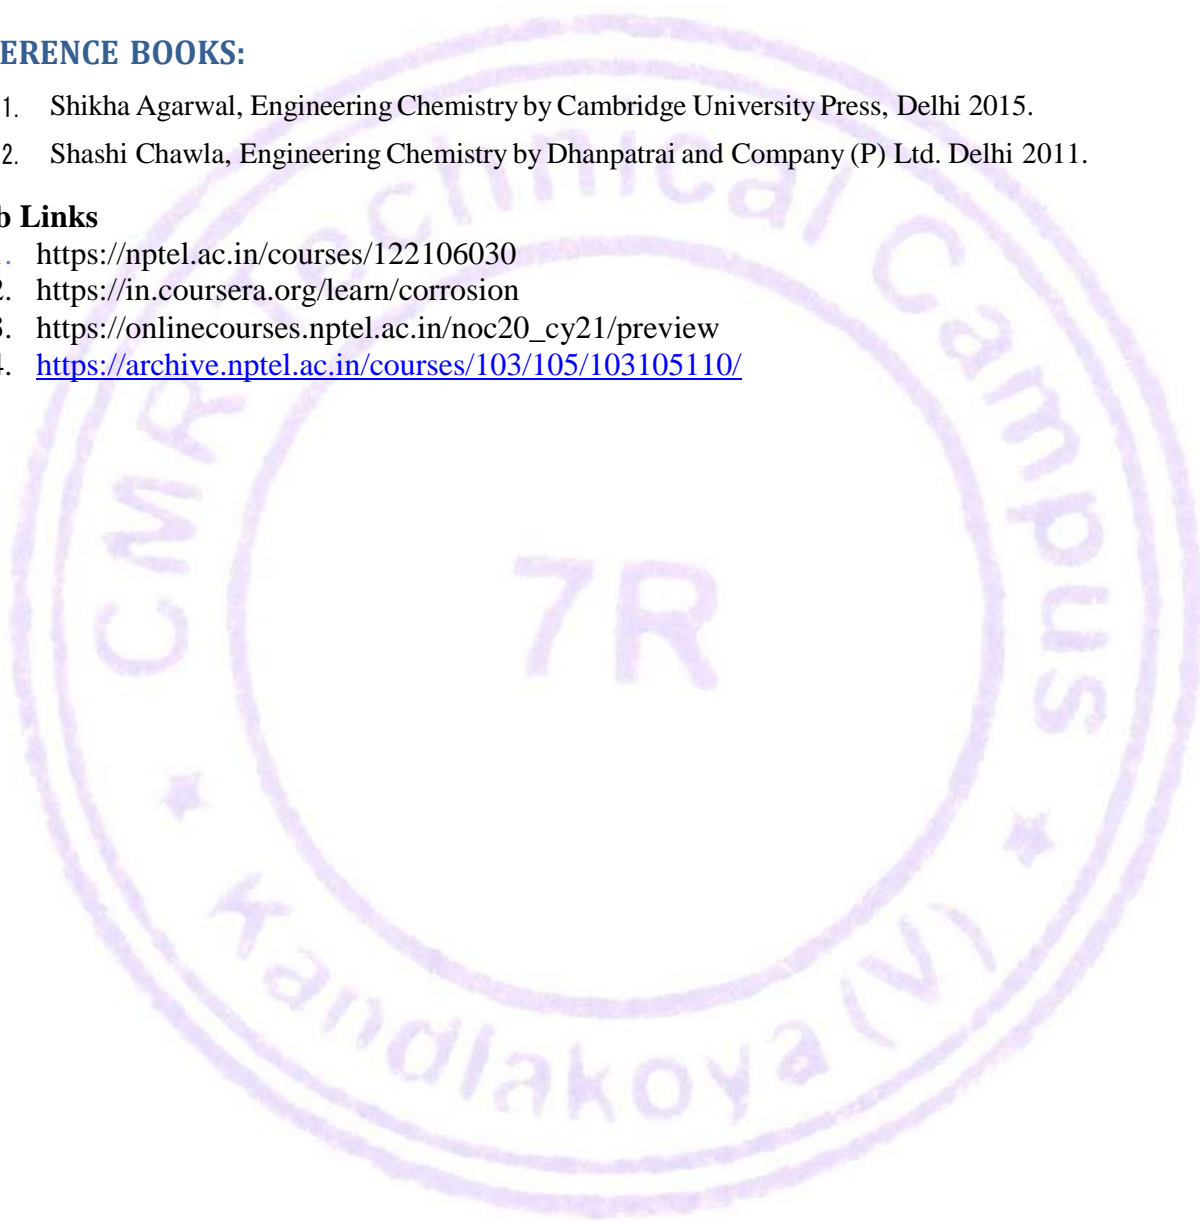 ERENCE BOOKS:
1. Shikha Agarwal, Engineering Chemistry by Cambridge University Press, Delhi 2015.
2. Shashi Chawla, Engineering Chemistry by Dhanpatrai and Company (P) Ltd. Delhi 2011.
b Links
. https://nptel.ac.in/courses/122106030
2. https://in.coursera.org/learn/corrosion
3. https://onlinecourses.nptel.ac.in/noc20_cy21/preview
4. https://archive.nptel.ac.in/courses/103/105/103105110/
CMR Technical Campus
7R
Kandlakoya (V)